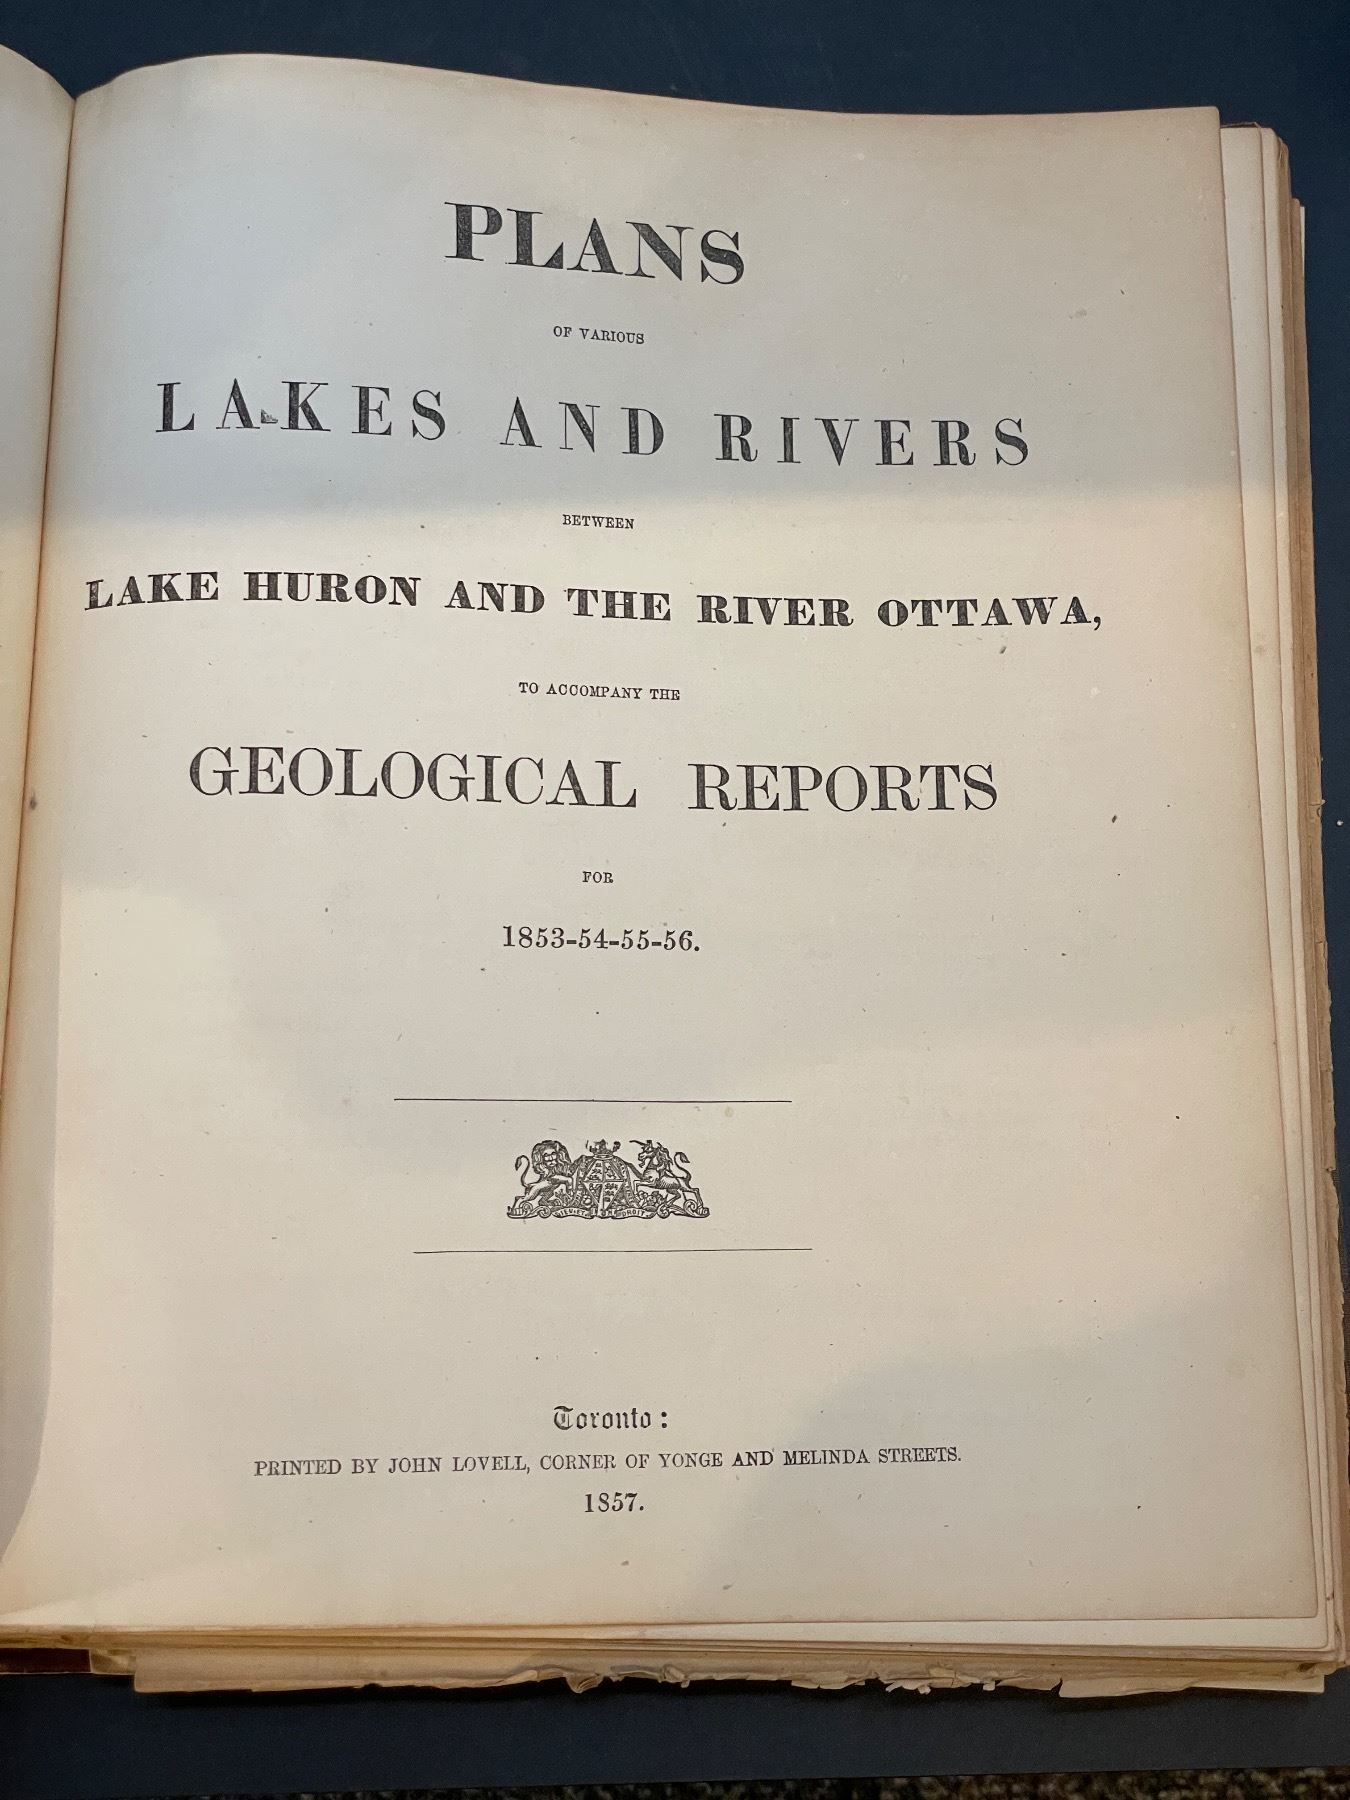 PLANS
OF VARIOUS
LAKES AND RIVERS
BETWEEN
LAKE HURON AND THE RIVER OTTAWA,
TO ACCOMPANY THE
GEOLOGICAL REPORTS
FOR
1853-54-55-56.
DROIT
Toronto:
PRINTED BY JOHN LOVELL, CORNER OF YONGE AND MELINDA STREETS.
1857.